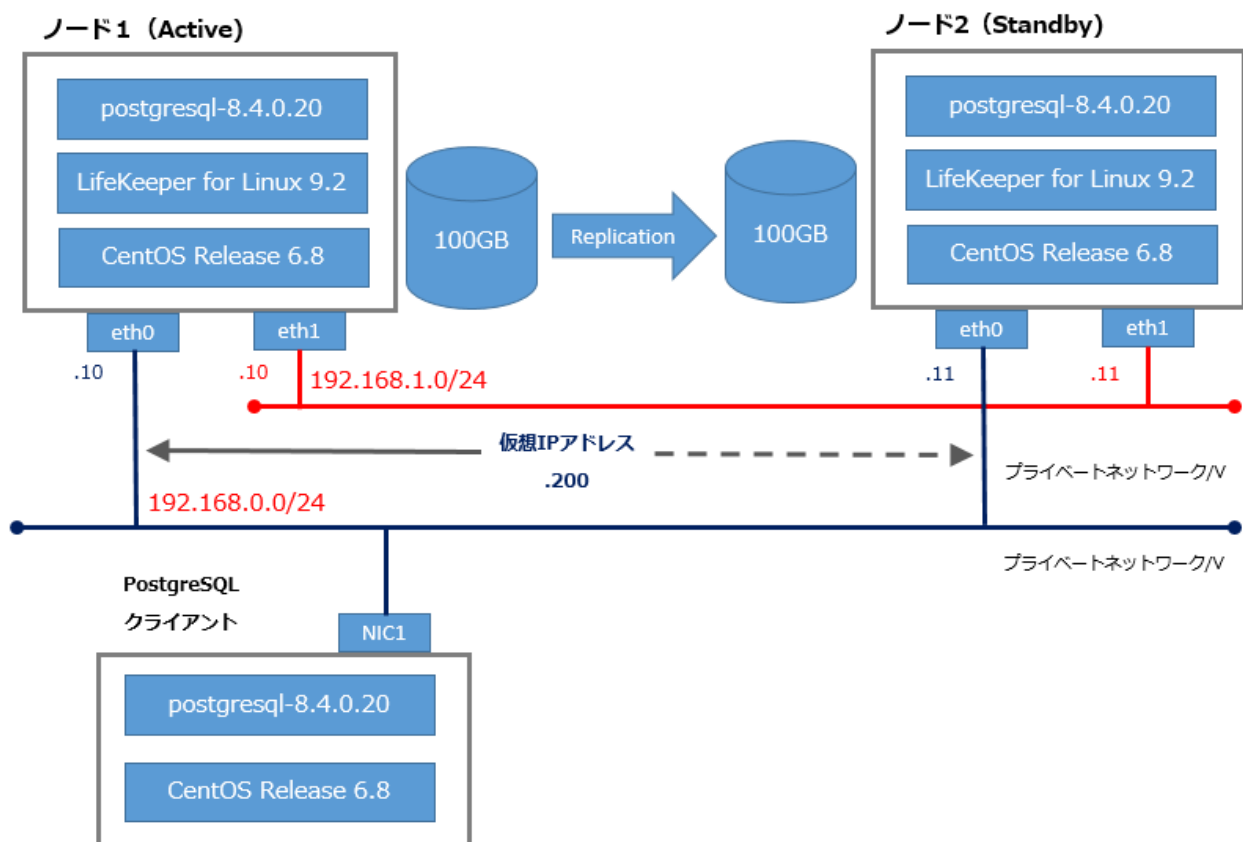 ノード１（Active)
ノード2（Standby)
postgresql-8.4.0.20
LifeKeeper for Linux 9.2
CentOS Release 6.8
100GB
Replication
100GB
postgresql-8.4.0.20
LifeKeeper for Linux 9.2
CentOS Release 6.8
eth0
eth1
eth0
eth1
.10
.10
192.168.1.0/24
.11
.11
仮想IPアドレス
.200
プライベートネットワーク/V
192.168.0.0/24
プライベートネットワーク/V
PostgreSQL
クライアント
NIC1
postgresql-8.4.0.20
CentOS Release 6.8